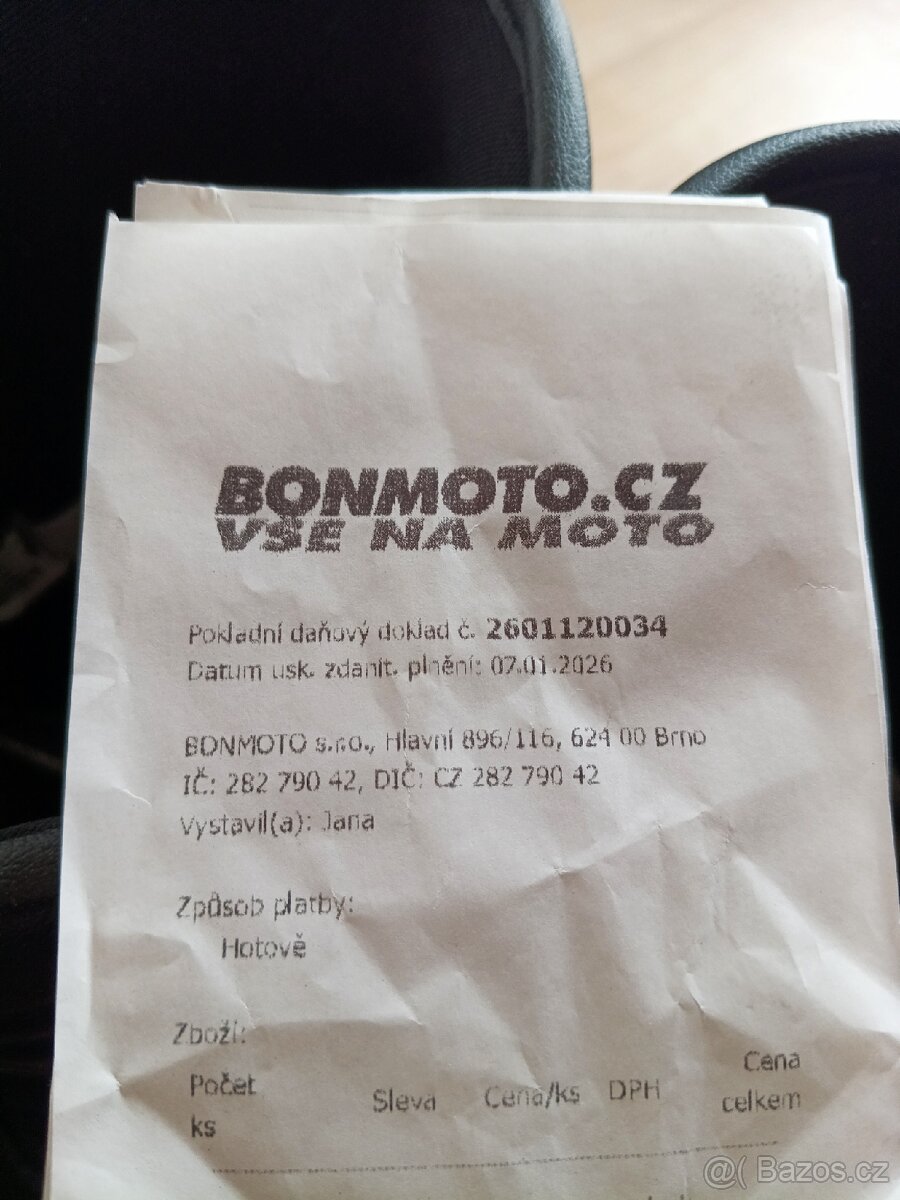 BONMOTO.CZ
VŠE NA MOTO
Pokladní daňový doklad č. 2601120034
Datum usk. zdanit. plnění: 07.01.2026
BONMOTO s.r.o., Hlavní 896/116, 624 00 Brno
IČ: 282 790 42, DIČ: CZ 282 790 42
Vystavil(a): Jana
Způsob platby:
Hotově
Zboží:
Počet ks Sleva Cena/ks DPH Cena celkem
@( Bazos.cz